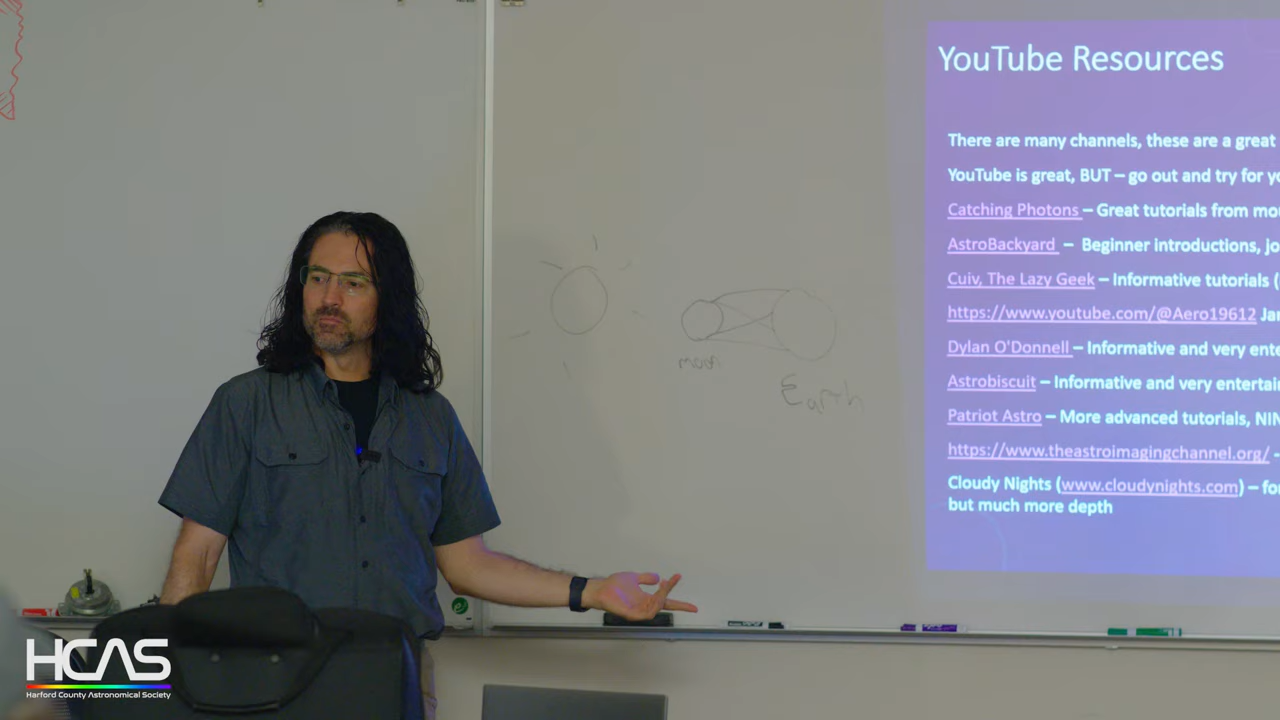 YouTube Resources
There are many channels, these are a great
YouTube is great, BUT – go out and try for yo
Catching Photons – Great tutorials from mo
AstroBackyard – Beginner introductions, jo
Cuiv, The Lazy Geek – Informative tutorials (
https://www.youtube.com/@Aero19612 Jam
Dylan O'Donnell – Informative and very ente
Astrobiscuit – Informative and very entertai
Patriot Astro – More advanced tutorials, NIN
https://www.theastroimagingchannel.org/ –
Cloudy Nights (www.cloudynights.com) – fo
but much more depth
moon
Earth
HCAS
Harford County Astronomical Society